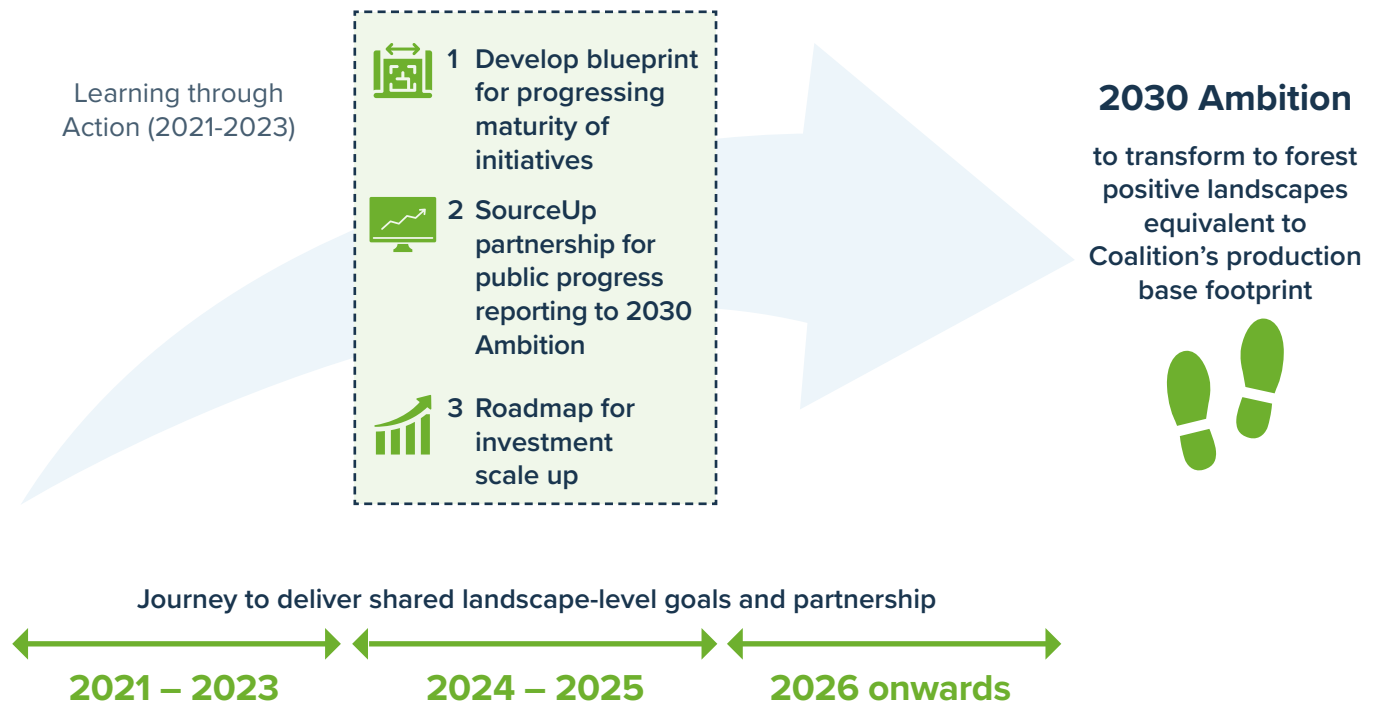 Learning through
Action (2021-2023)
1 Develop blueprint
for progressing
maturity of
initiatives
2 SourceUp
partnership for
public progress
reporting to 2030
Ambition
3 Roadmap for
investment
scale up
2030 Ambition
to transform to forest
positive landscapes
equivalent to
Coalition’s production
base footprint
Journey to deliver shared landscape-level goals and partnership
2021 – 2023
2024 – 2025
2026 onwards